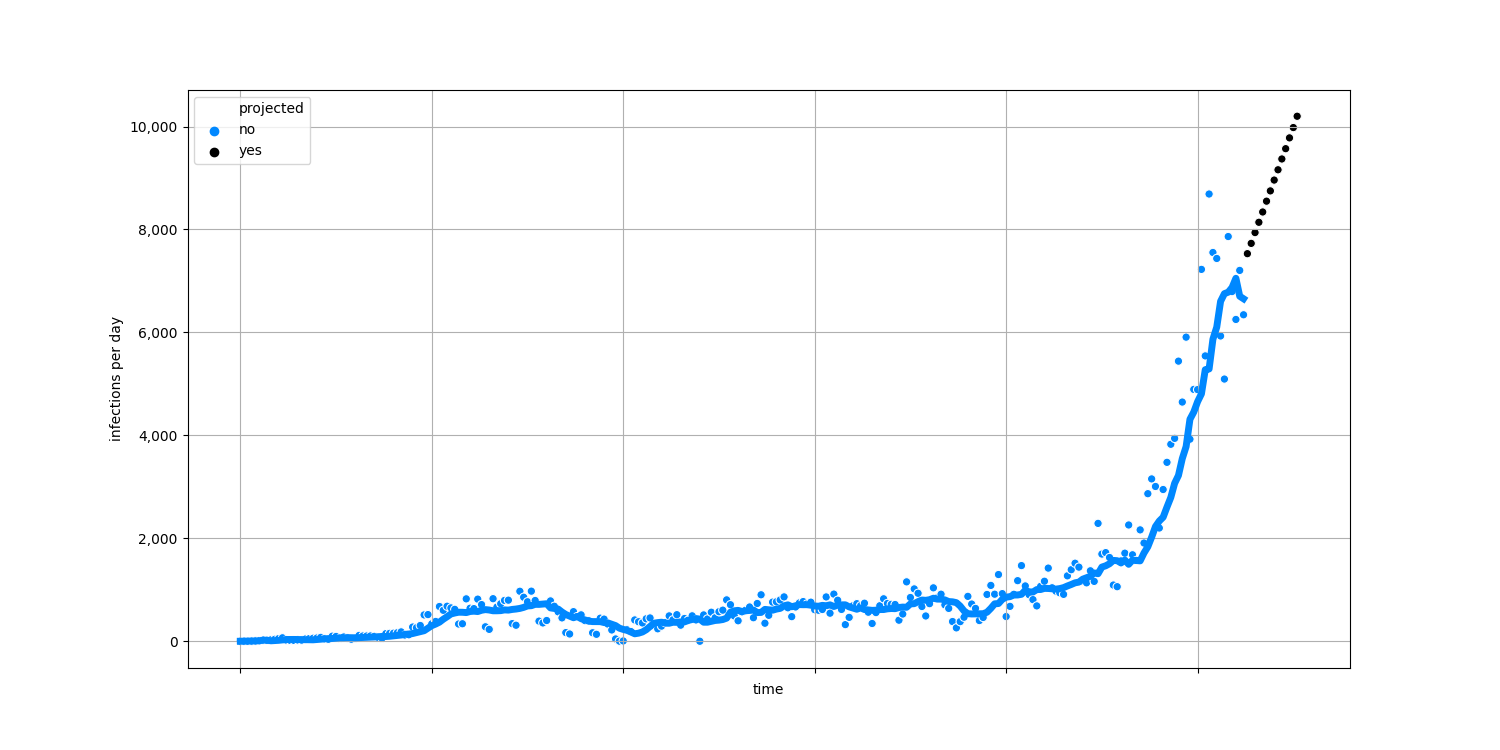 projected
no
yes
10,000
8,000
6,000
4,000
2,000
0
infections per day
time